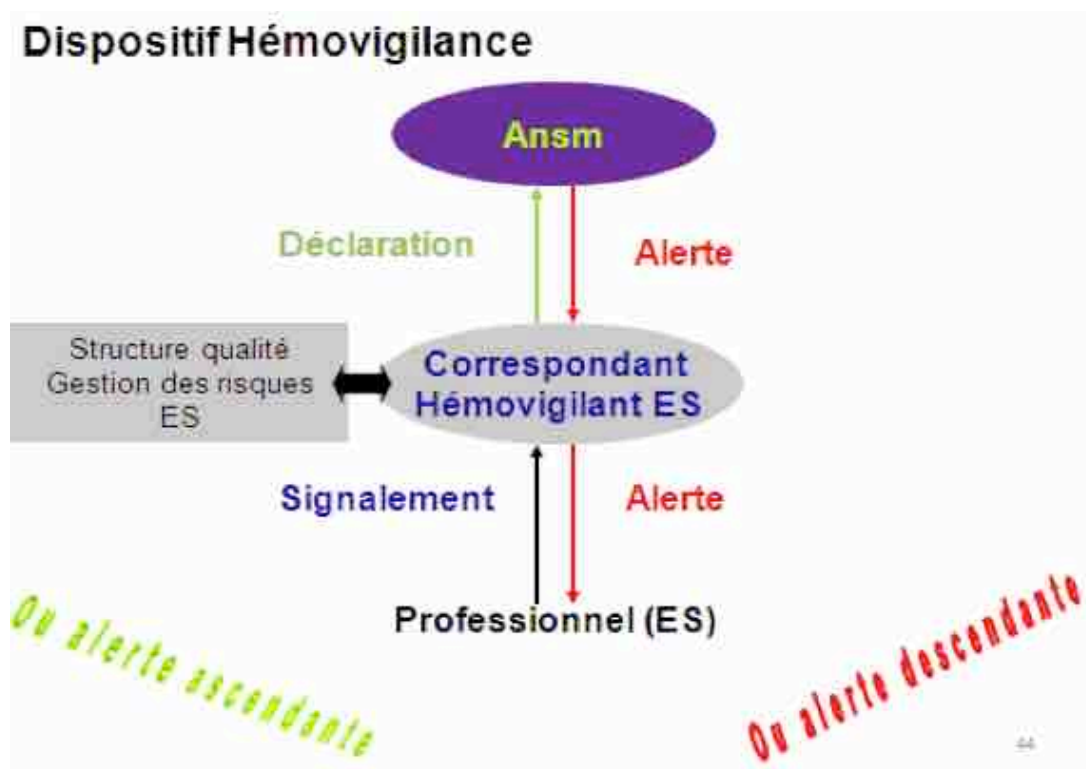 Dispositif Hémovigilance
Ansm
Déclaration
Alerte
Structure qualité
Gestion des risques
ES
Correspondant
Hémovigilant ES
Signalement
Alerte
Professionnel (ES)
Ou alerte ascendante
Ou alerte descendante
44